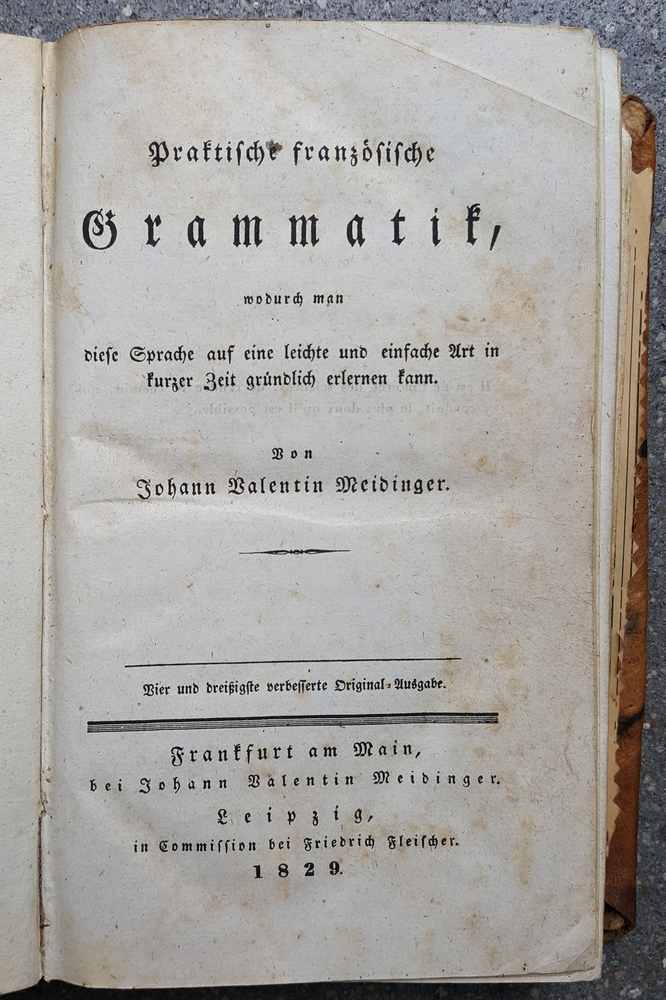 Praktische französische
Grammatik,
wodurch man
diese Sprache auf eine leichte und einfache Art in
kurzer Zeit gründlich erlernen kann.
Von
Johann Valentin Meidinger.
Vier und dreißigste verbesserte Original-Ausgabe.
Frankfurt am Main,
bei Johann Valentin Meidinger.
Leipzig,
in Commission bei Friedrich Fleischer.
1829.